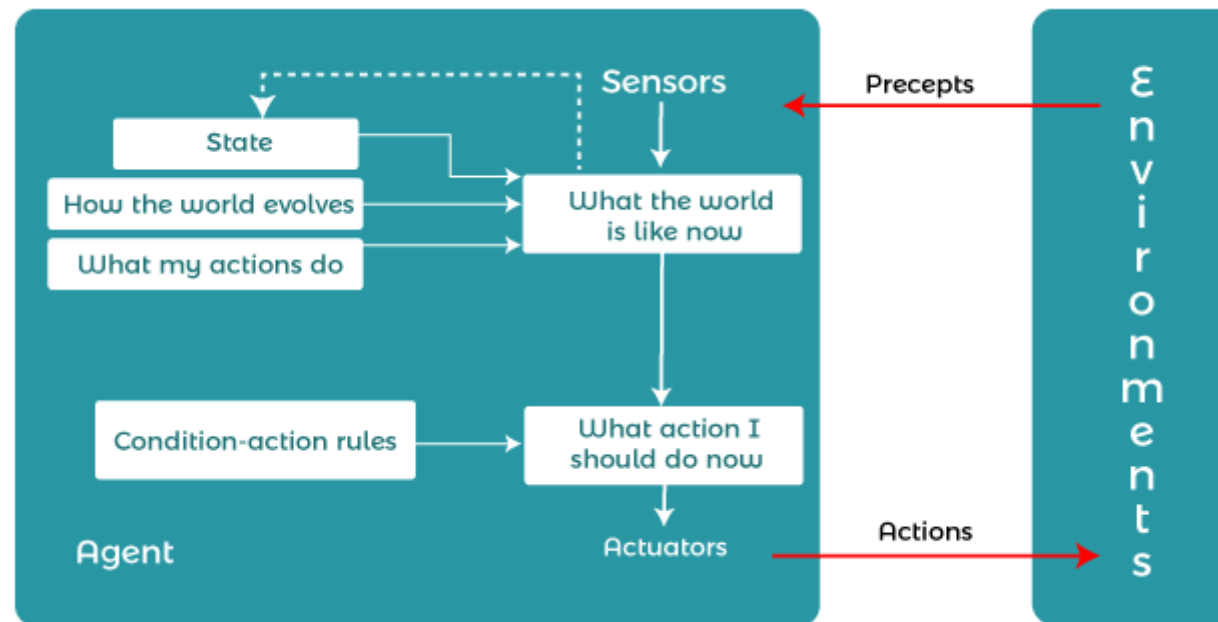 Sensors
Precepts
State
How the world evolves
What the world
is like now
What my actions do
Condition-action rules
What action I
should do now
Agent
Actuators
Actions
Environments